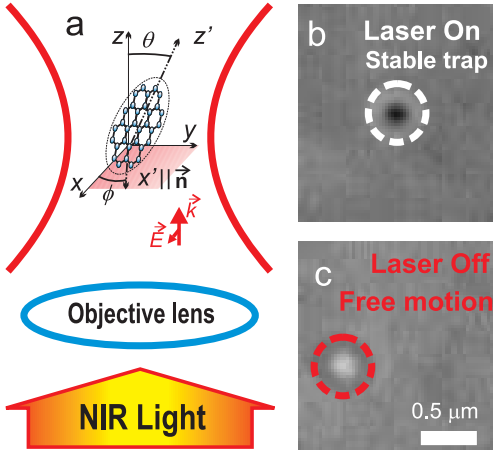 a
z
θ
z'
y
x
ϕ
x'||n⃗
k⃗
E⃗
Objective lens
NIR Light
b
Laser On
Stable trap
c
Laser Off
Free motion
0.5 μm